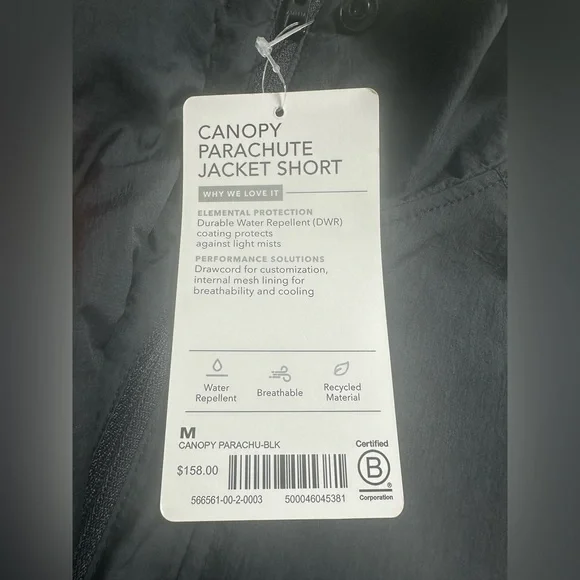 CANOPY
PARACHUTE
JACKET SHORT
WHY WE LOVE IT
ELEMENTAL PROTECTION
Durable Water Repellent (DWR)
coating protects
against light mists
PERFORMANCE SOLUTIONS
Drawcord for customization,
internal mesh lining for
breathability and cooling
Water
Repellent
Breathable
Recycled
Material
M
CANOPY PARACHU-BLK
$158.00
566561-00-2-0003
500046045381
Certified
B
®
Corporation